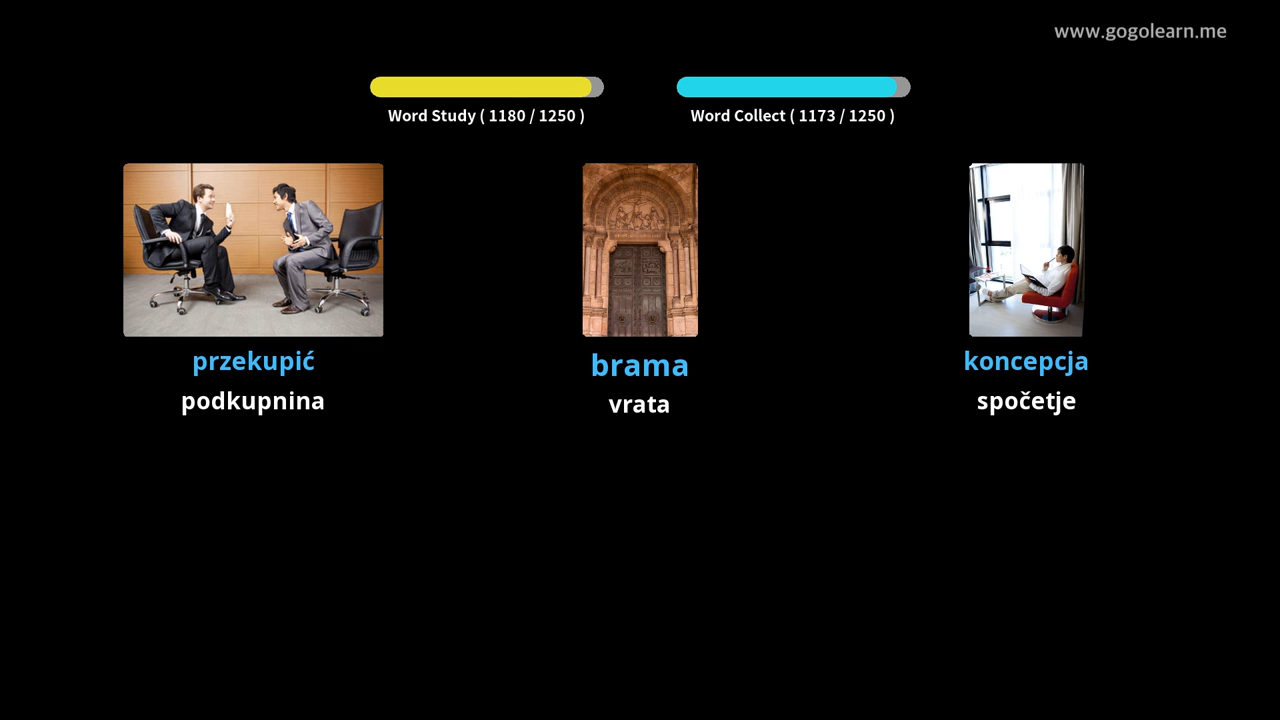 www.gogolearn.me
Word Study ( 1180 / 1250 )
Word Collect ( 1173 / 1250 )
przekupić
podkupnina
brama
vrata
koncepcja
spočetje